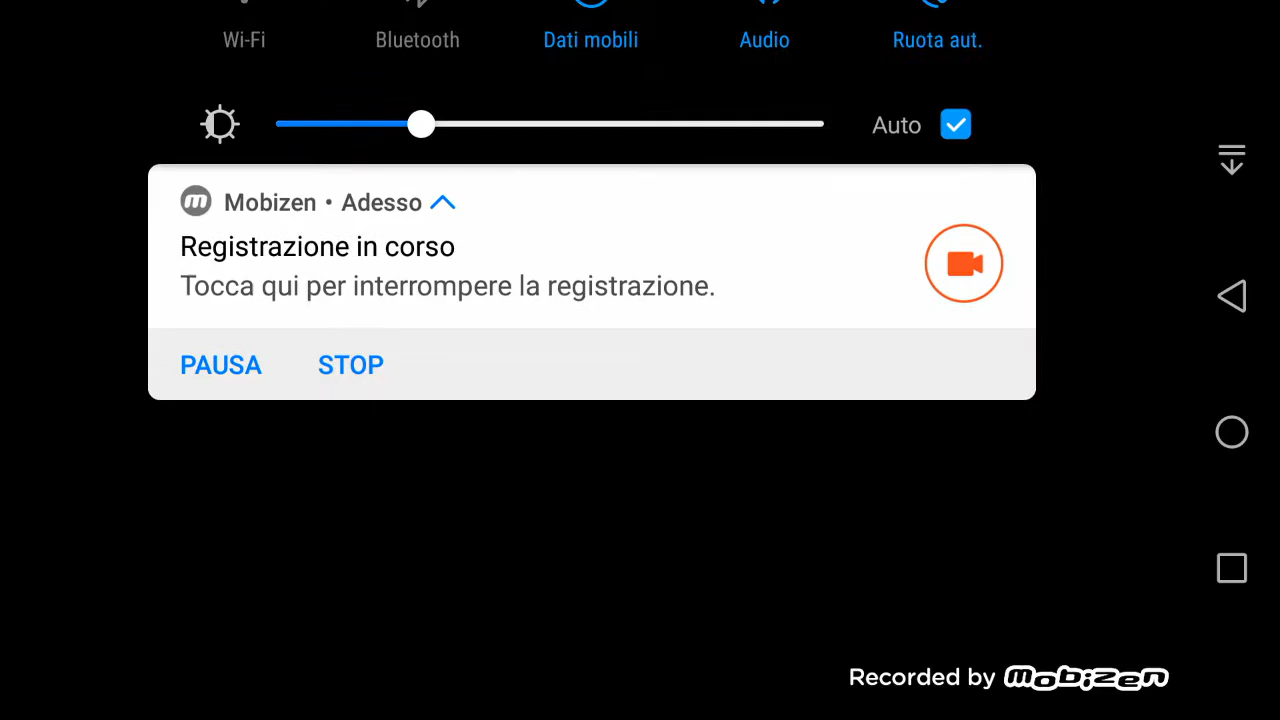 Wi-Fi Bluetooth Dati mobili Audio Ruota aut.
Auto
Mobizen • Adesso
Registrazione in corso
Tocca qui per interrompere la registrazione.
PAUSA STOP
Recorded by mobizen